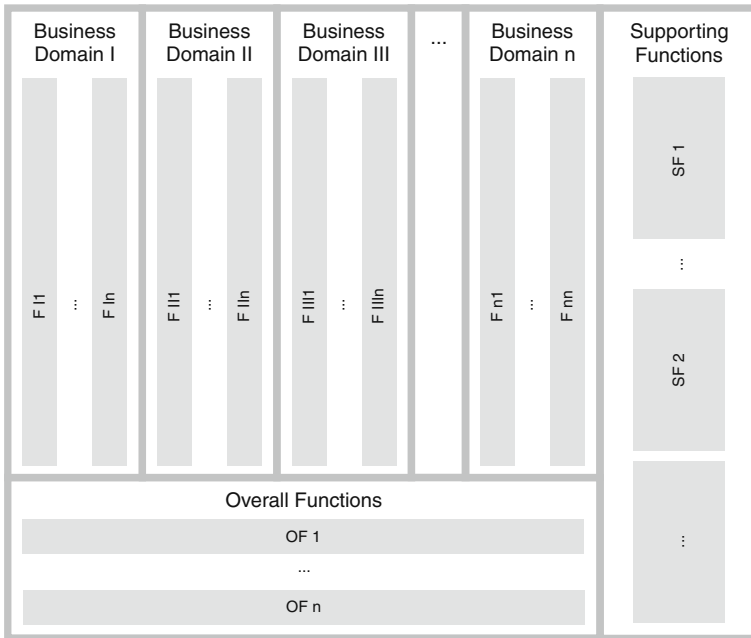 Business
Domain I
Business
Domain II
Business
Domain III
...
Business
Domain n
Supporting
Functions
F I1
...
F In
F II1
...
F IIn
F III1
...
F IIIn
F n1
...
F nn
SF 1
...
SF 2
...
Overall Functions
OF 1
...
OF n